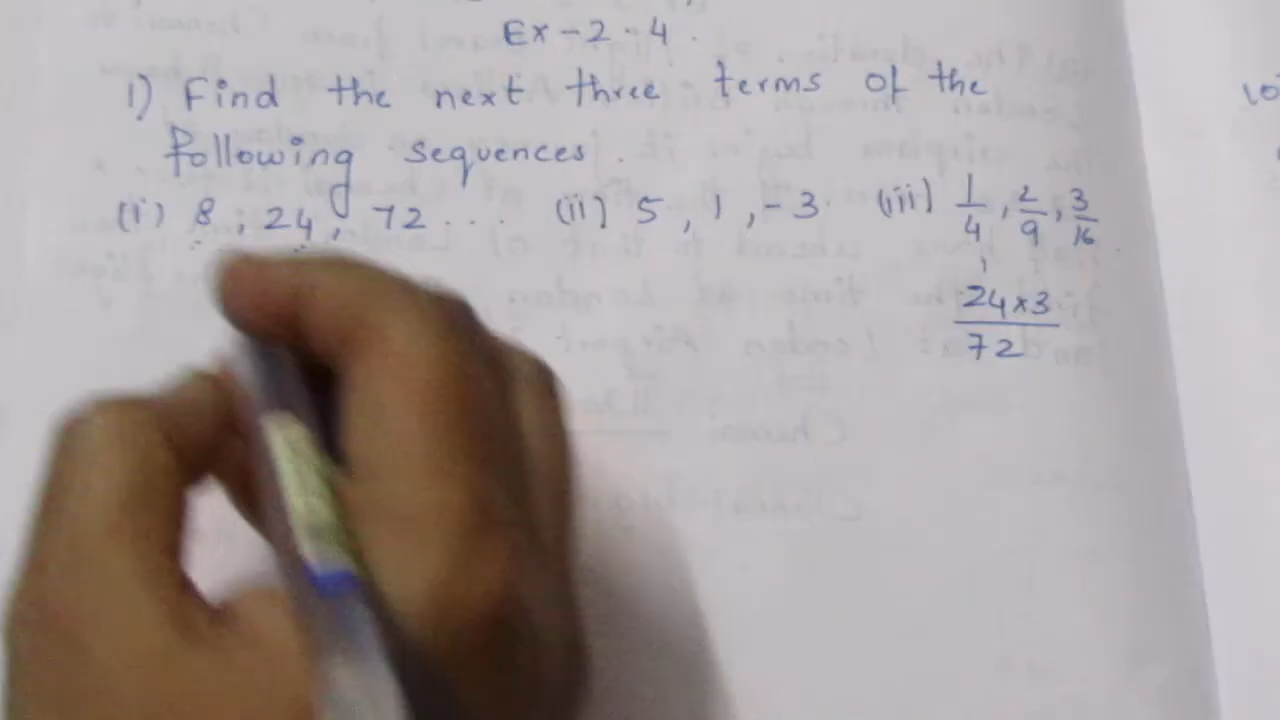 Ex-2-4.
1) Find the next three terms of the
following sequences.
(i) 8, 24, 72... (ii) 5, 1, -3 (iii) 1/4, 2/9, 3/16
24×3
72
10